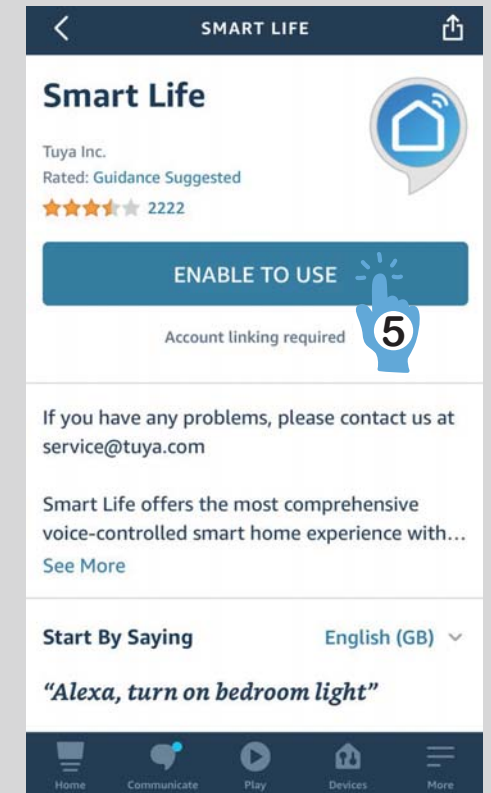 SMART LIFE
Smart Life
Tuya Inc.
Rated: Guidance Suggested
2222
ENABLE TO USE
5
Account linking required
If you have any problems, please contact us at
service@tuya.com
Smart Life offers the most comprehensive
voice-controlled smart home experience with...
See More
Start By Saying English (GB)
“Alexa, turn on bedroom light”
Home Communicate Play Devices More